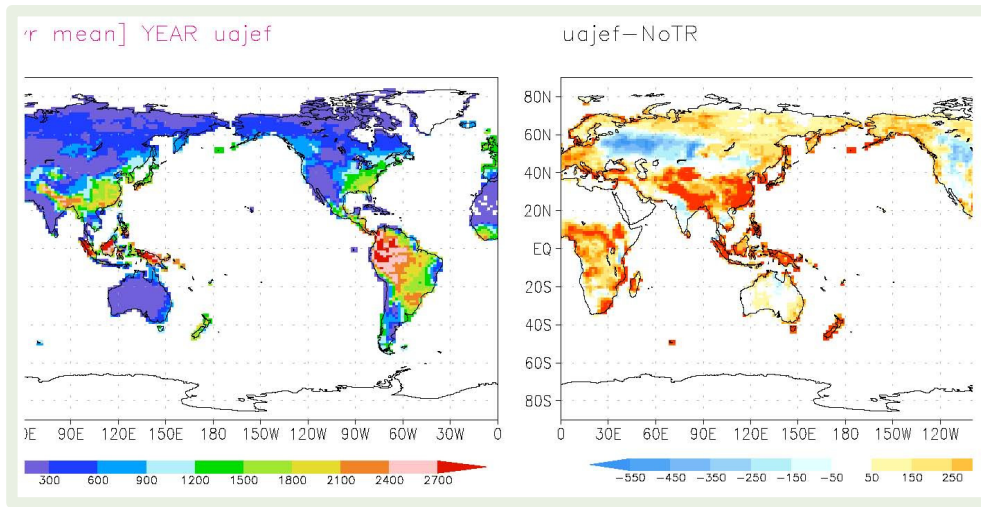 yr mean] YEAR uajef
uajef-NoTR
80N
60N
40N
20N
EQ
20S
40S
60S
80S
90E 120E 150E 180 150W 120W 90W 60W 30W 0
0 30E 60E 90E 120E 150E 180 150W 120W
300 600 900 1200 1500 1800 2100 2400 2700
-550 -450 -350 -250 -150 -50 50 150 250